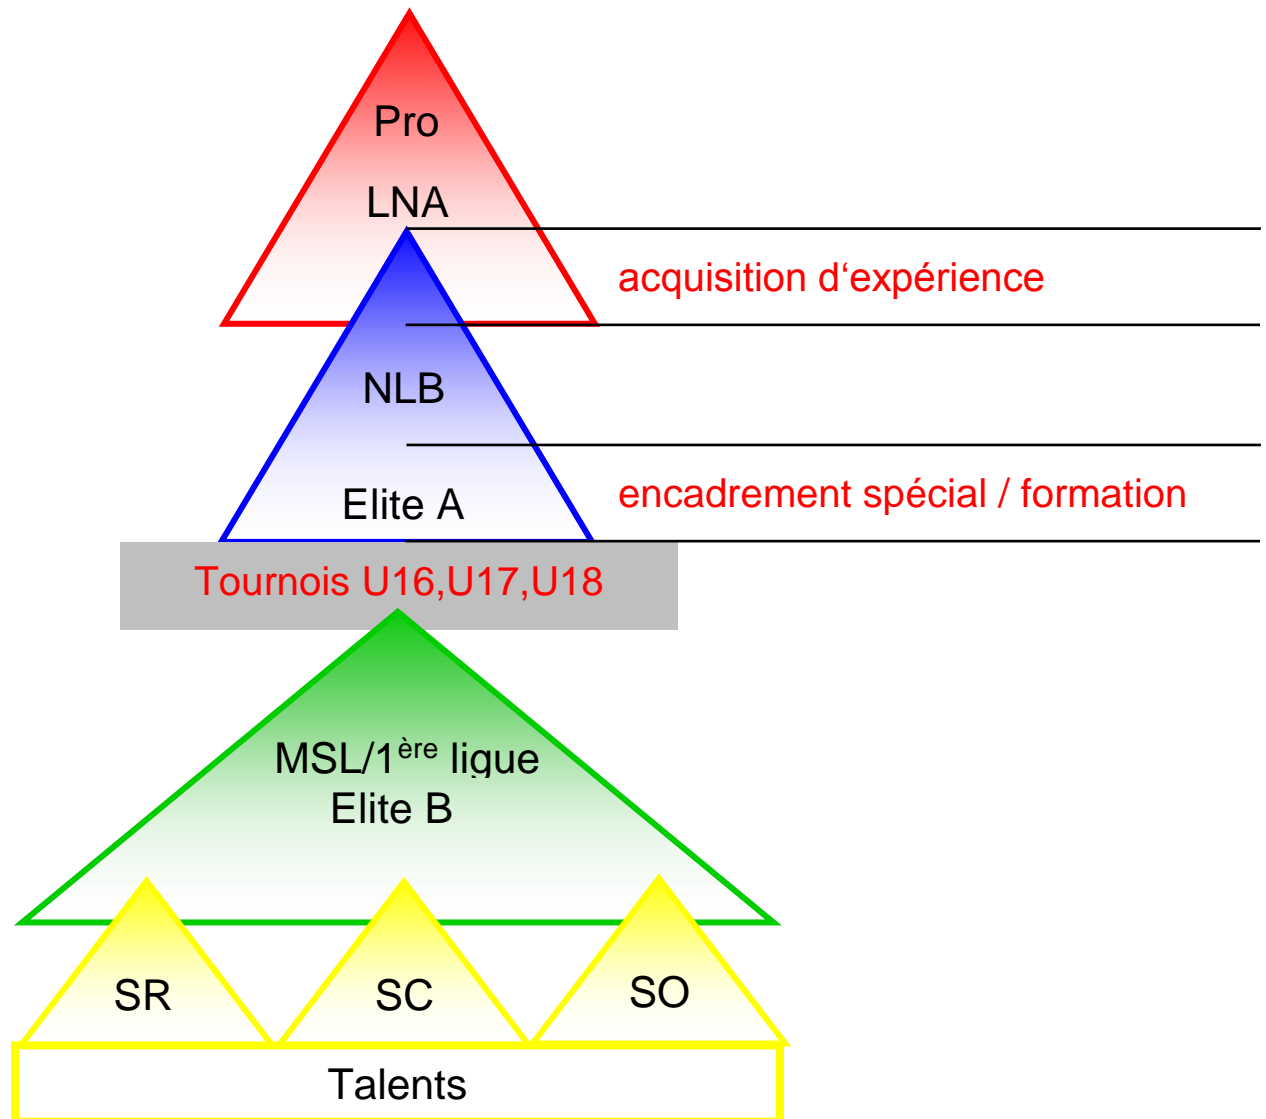 Pro
LNA
acquisition d‘expérience
NLB
Elite A
encadrement spécial / formation
Tournois U16,U17,U18
MSL/1ère ligue
Elite B
SR
SC
SO
Talents